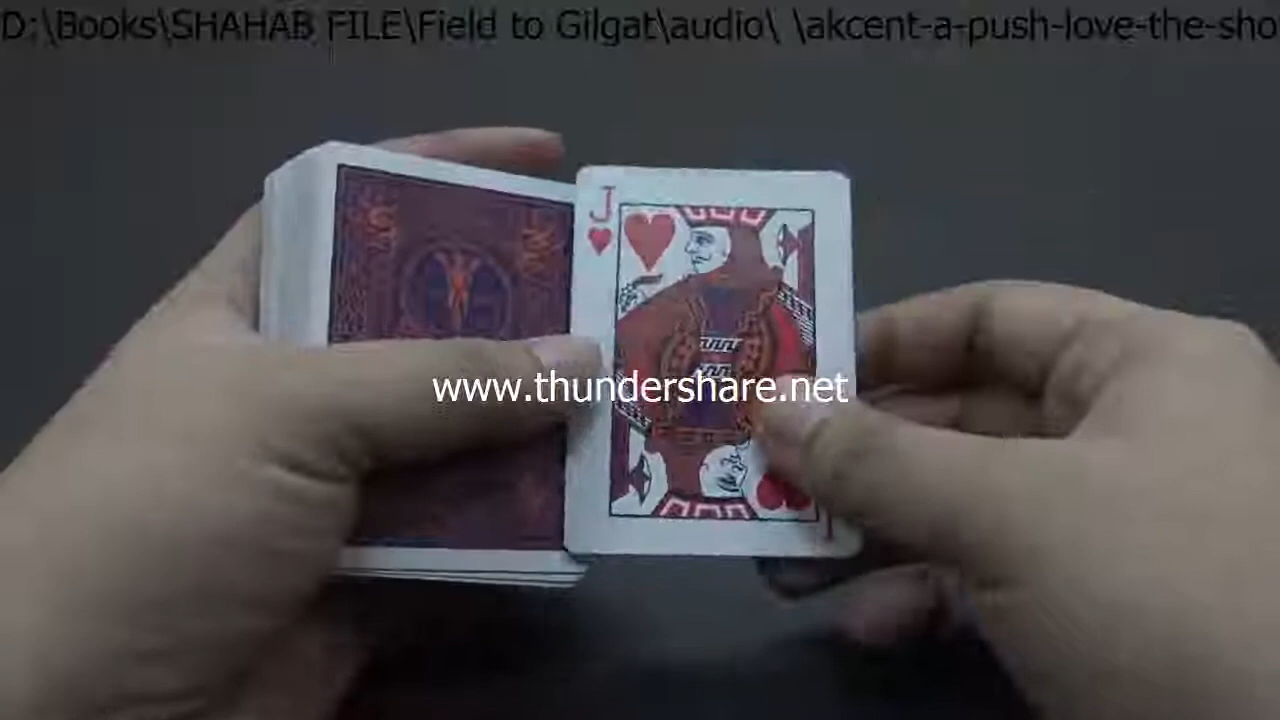 D:\Books\SHAHAB FILE\Field to Gilgat\audio\ \akcent-a-push-love-the-sho
J
www.thundershare.net